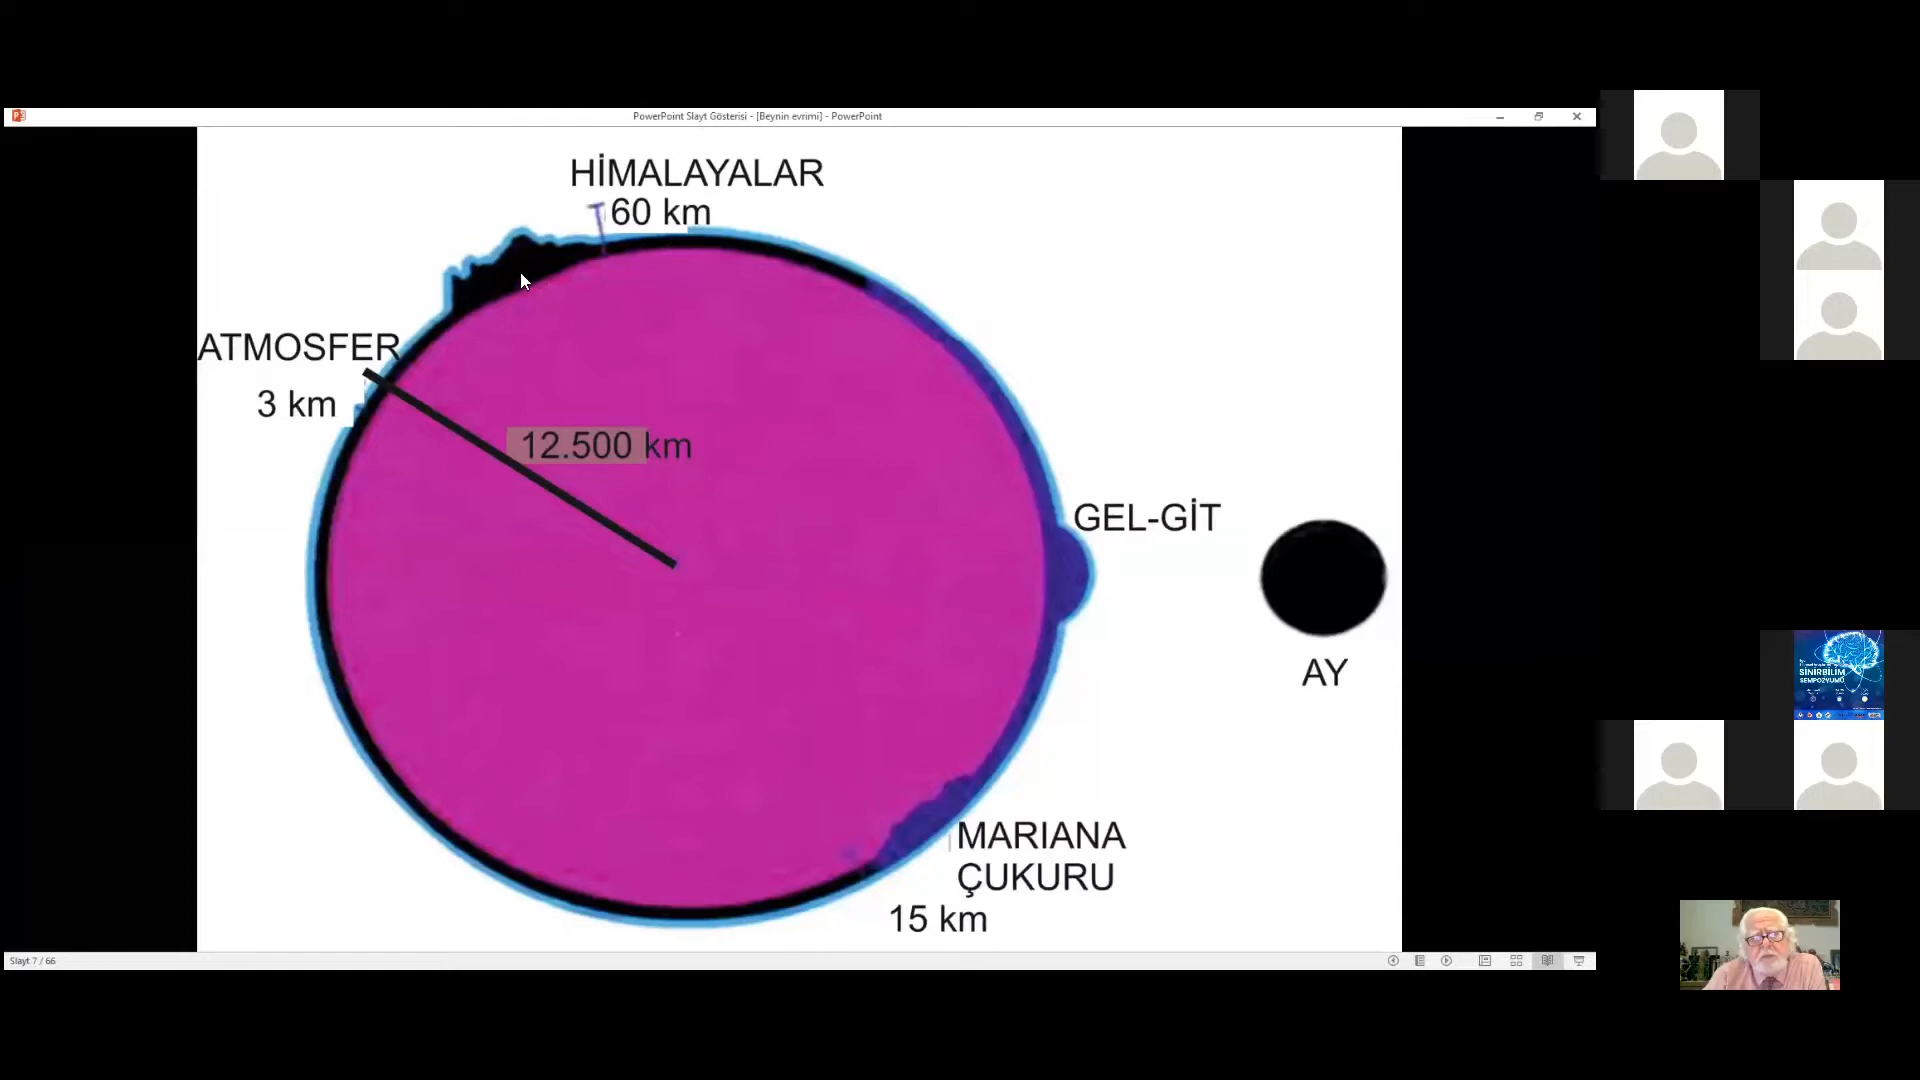 PowerPoint Slayt Gösterisi - [Beynin evrimi] - PowerPoint
HİMALAYALAR
60 km
ATMOSFER
3 km
12.500 km
GEL-GİT
AY
MARIANA
ÇUKURU
15 km
SİNİRBİLİM
SEMPOZYUMU
Slayt 7 / 66